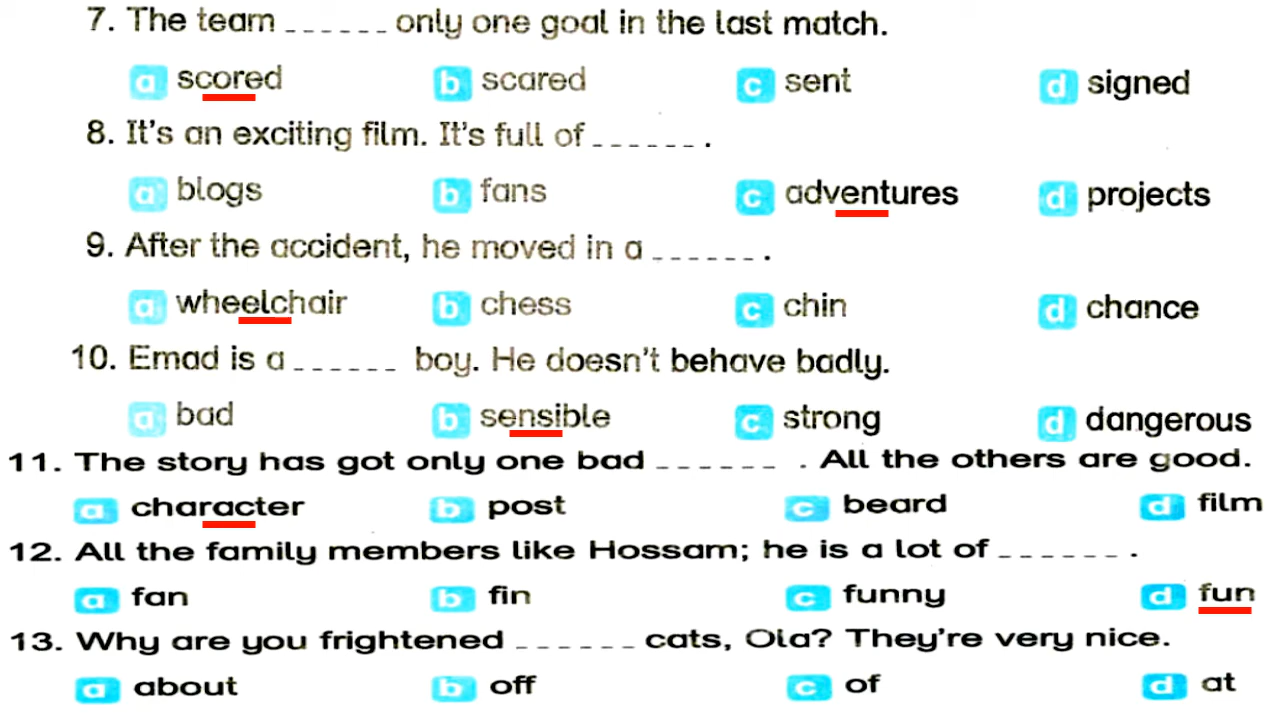 7. The team ______ only one goal in the last match.
a scored b scared c sent d signed
8. It's an exciting film. It's full of ______ .
a blogs b fans c adventures d projects
9. After the accident, he moved in a ______ .
a wheelchair b chess c chin d chance
10. Emad is a ______ boy. He doesn't behave badly.
a bad b sensible c strong d dangerous
11. The story has got only one bad ______ . All the others are good.
a character b post c beard d film
12. All the family members like Hossam; he is a lot of ______ .
a fan b fin c funny d fun
13. Why are you frightened ______ cats, Ola? They're very nice.
a about b off c of d at